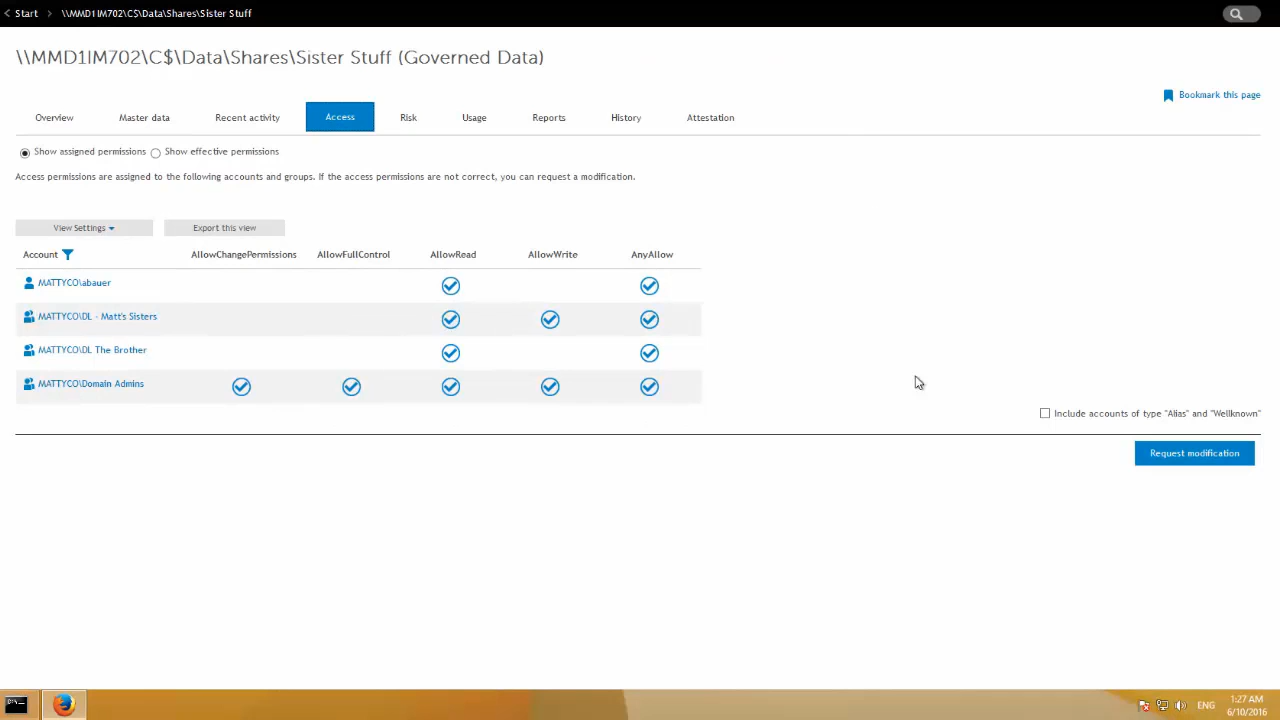 Start > \\MMD1IM702\C$\Data\Shares\Sister Stuff
\\MMD1IM702\C$\Data\Shares\Sister Stuff (Governed Data)
Bookmark this page
Overview Master data Recent activity Access Risk Usage Reports History Attestation
Show assigned permissions Show effective permissions
Access permissions are assigned to the following accounts and groups. If the access permissions are not correct, you can request a modification.
View Settings Export this view
Account AllowChangePermissions AllowFullControl AllowRead AllowWrite AnyAllow
MATTYCO\abauer
MATTYCO\DL - Matt's Sisters
MATTYCO\DL The Brother
MATTYCO\Domain Admins
Include accounts of type "Alias" and "Wellknown"
Request modification
ENG
1:27 AM
6/10/2016